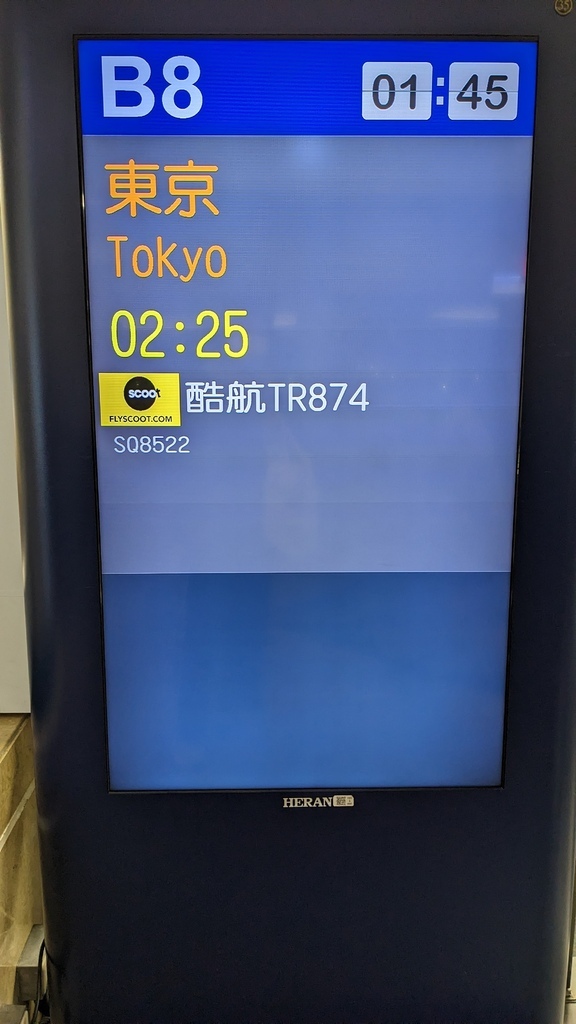 35
B8 01:45
東京
Tokyo
02:25
scoot
FLYSCOOT.COM
酷航TR874
SQ8522
HERAN